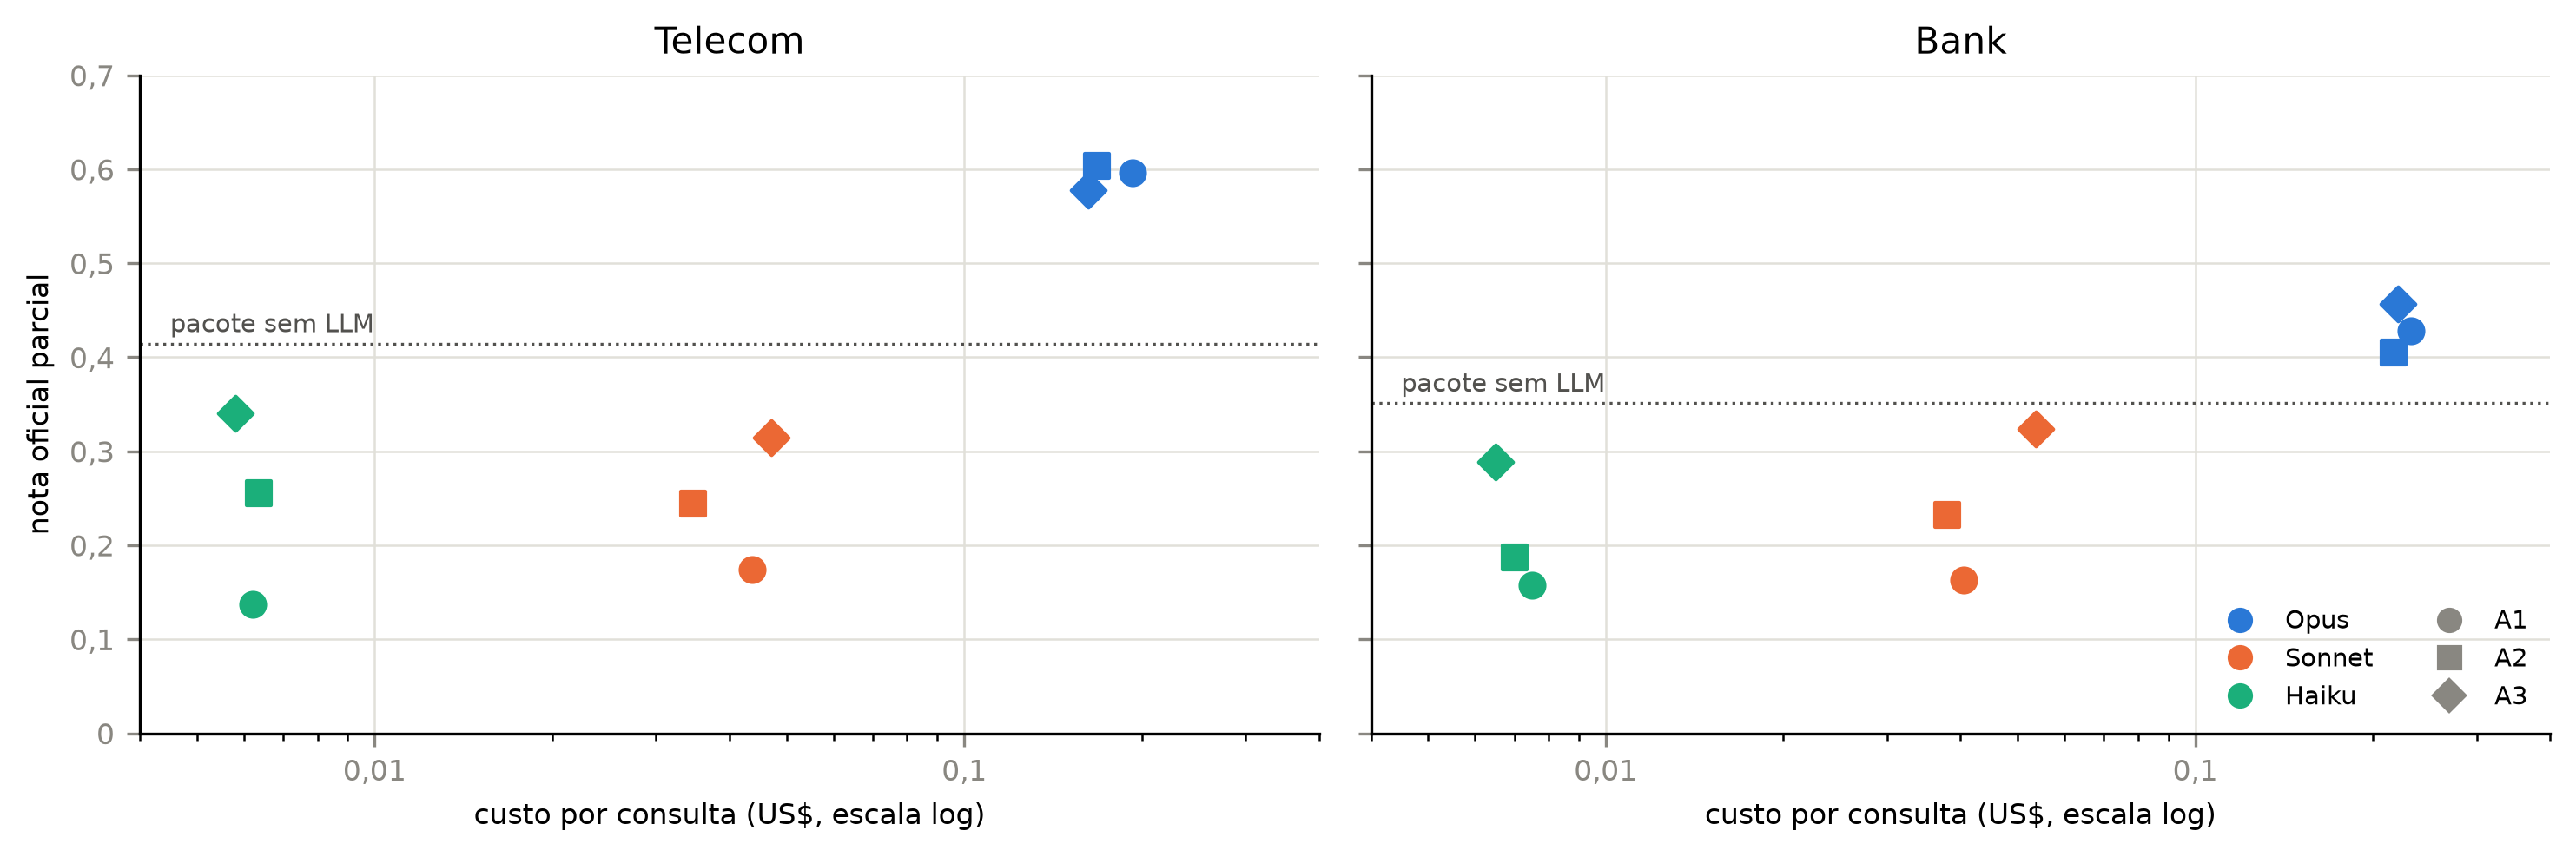 Telecom
Bank
nota oficial parcial
0,7
0,6
0,5
0,4
0,3
0,2
0,1
0
pacote sem LLM
pacote sem LLM
0,01
0,1
0,01
0,1
custo por consulta (US$, escala log)
custo por consulta (US$, escala log)
Opus
Sonnet
Haiku
A1
A2
A3